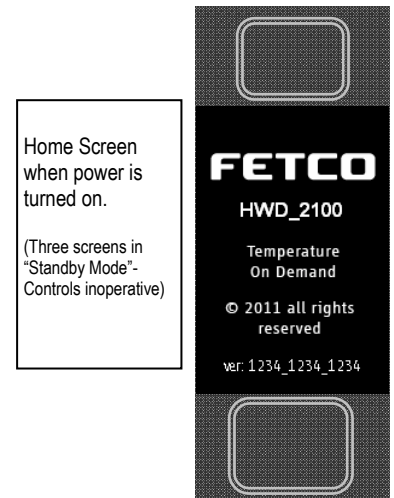 Home Screen
when power is
turned on.
(Three screens in
“Standby Mode”-
Controls inoperative)
FETCO
HWD_2100
Temperature
On Demand
© 2011 all rights
reserved
ver: 1234_1234_1234